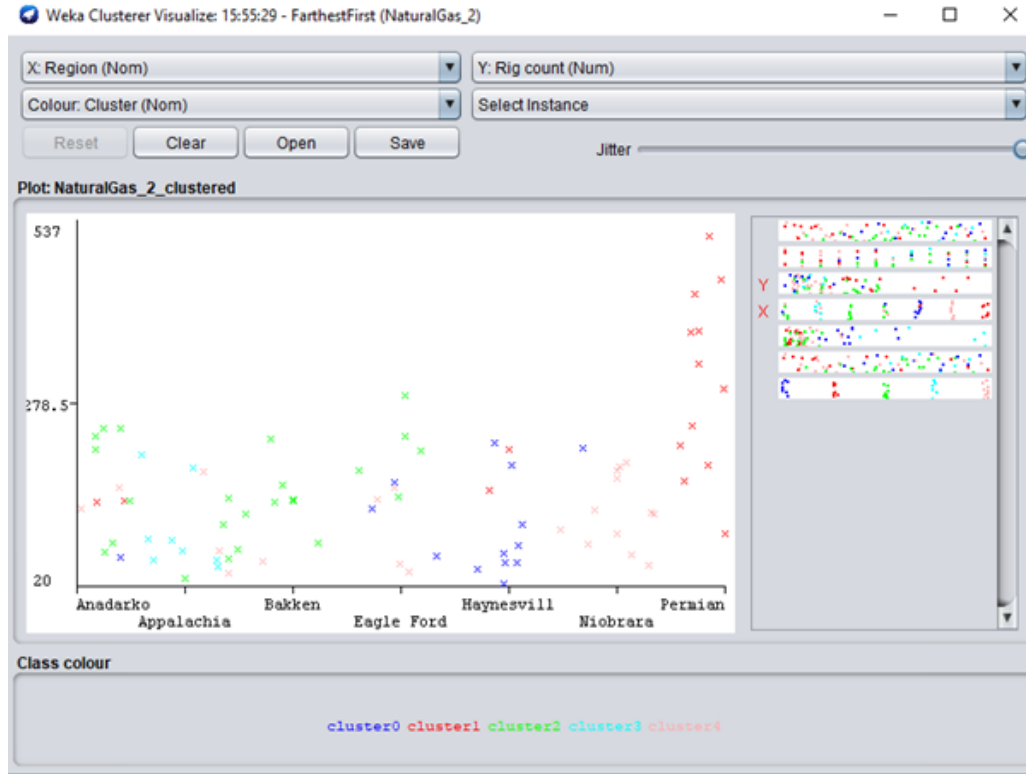 Weka Clusterer Visualize: 15:55:29 - FarthestFirst (NaturalGas_2)
X: Region (Nom) Y: Rig count (Num)
Colour: Cluster (Nom) Select Instance
Reset Clear Open Save Jitter
Plot: NaturalGas_2_clustered
537
Y
X
278.5
20
Anadarko Bakken Haynesvill Permian
Appalachia Eagle Ford Niobrara
Class colour
cluster0 cluster1 cluster2 cluster3 cluster4